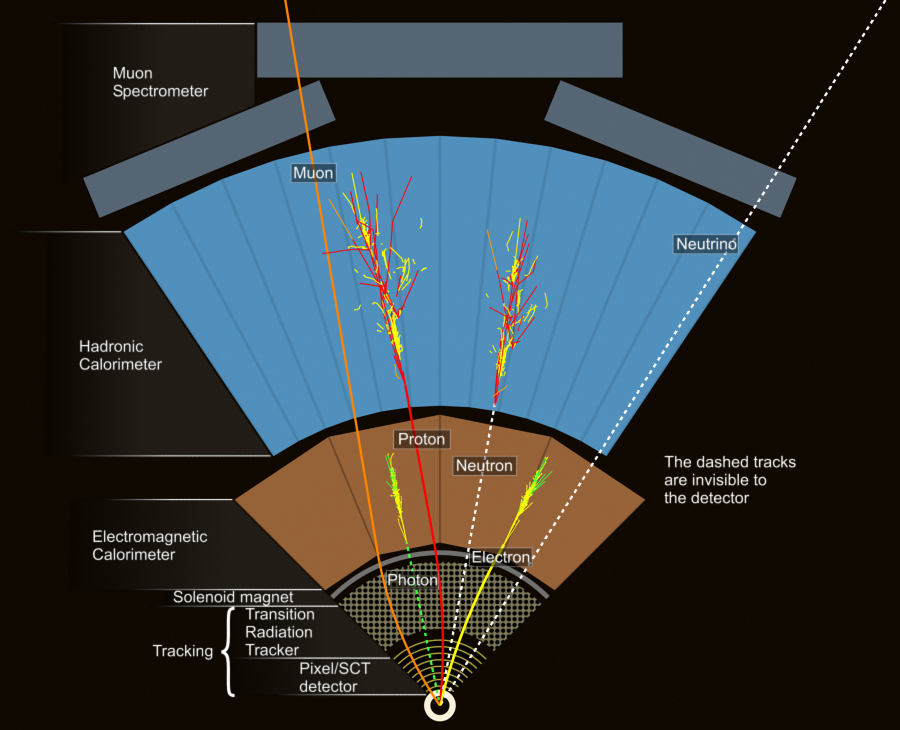 Muon
Spectrometer
Muon
Neutrino
Hadronic
Calorimeter
Proton
Neutron
The dashed tracks
are invisible to
the detector
Electromagnetic
Calorimeter
Electron
Photon
Solenoid magnet
Tracking
Transition
Radiation
Tracker
Pixel/SCT
detector